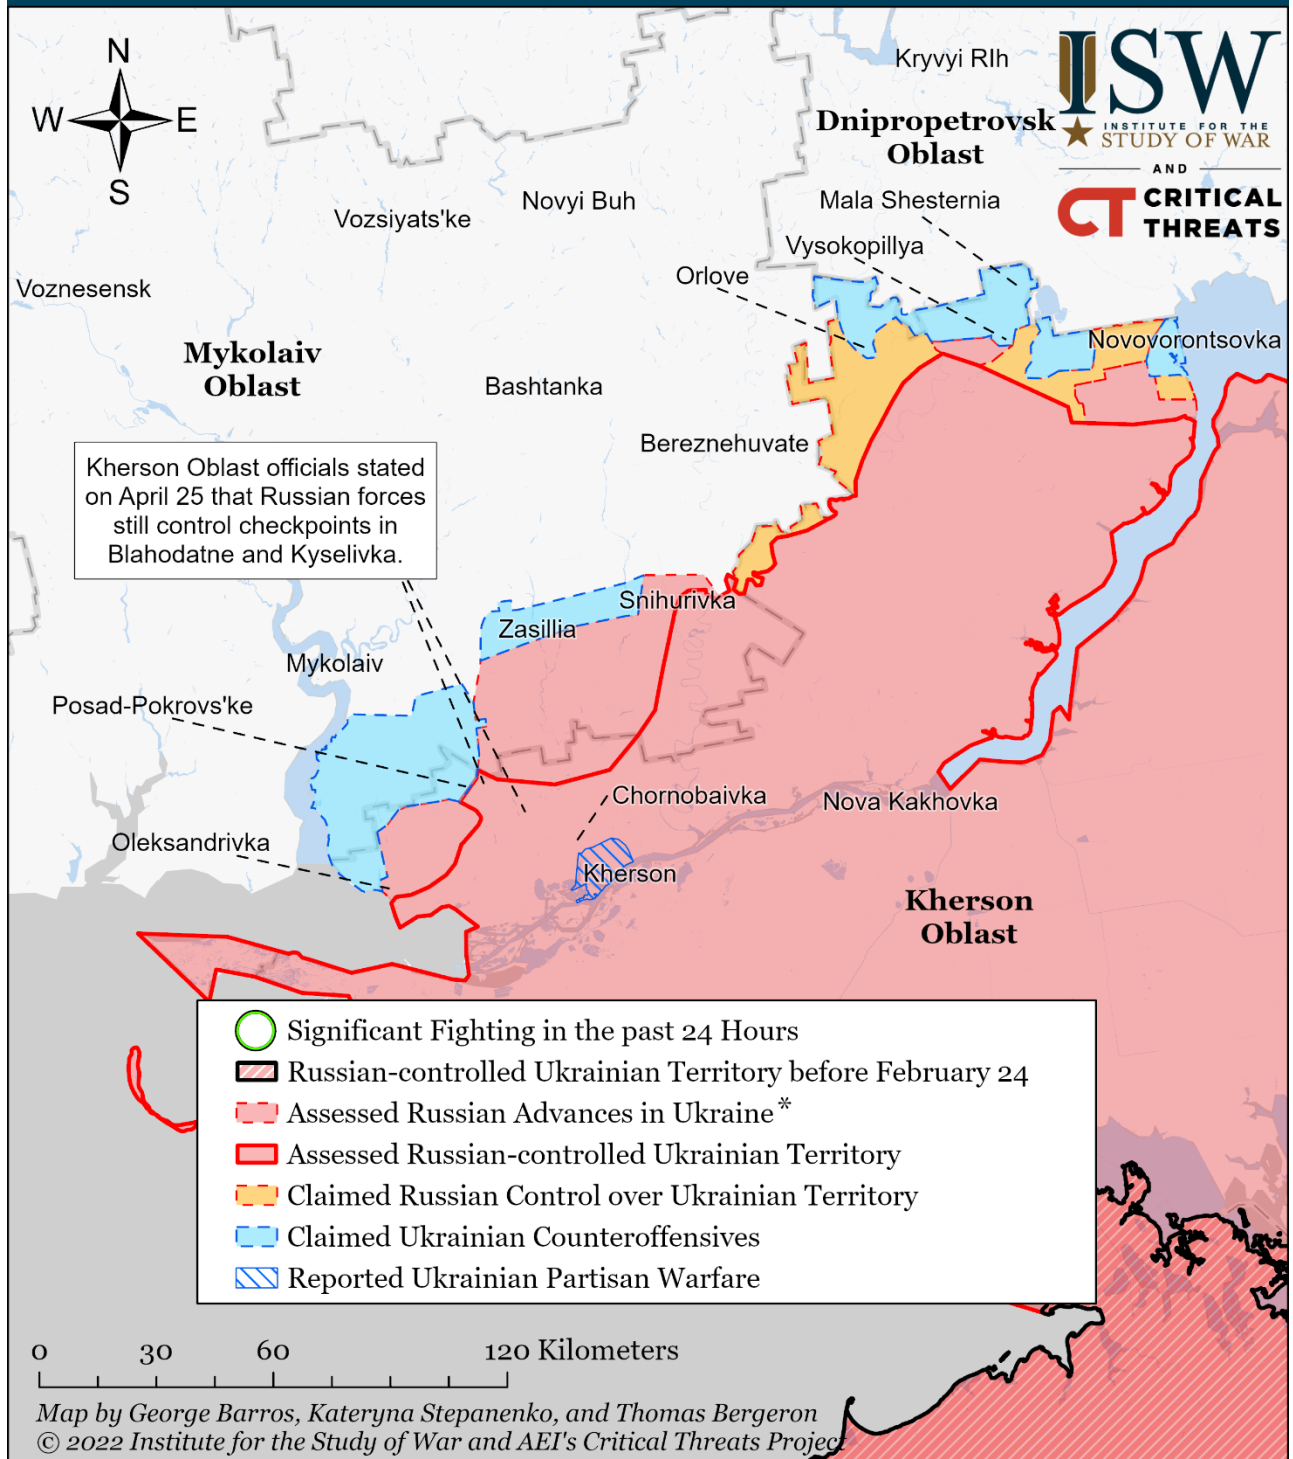 N
W
E
S
Kryvyi RIh
ISW
INSTITUTE FOR THE
STUDY OF WAR
AND
CT CRITICAL
THREATS
Dnipropetrovsk
Oblast
Mala Shesternia
Novyi Buh
Vozsiyats'ke
Vysokopillya
Orlove
Voznesensk
Novovorontsovka
Mykolaiv
Oblast
Bashtanka
Bereznehuvate
Kherson Oblast officials stated
on April 25 that Russian forces
still control checkpoints in
Blahodatne and Kyselivka.
Snihurivka
Zasillia
Mykolaiv
Posad-Pokrovs'ke
Chornobaivka
Nova Kakhovka
Oleksandrivka
Kherson
Kherson
Oblast
Significant Fighting in the past 24 Hours
Russian-controlled Ukrainian Territory before February 24
Assessed Russian Advances in Ukraine*
Assessed Russian-controlled Ukrainian Territory
Claimed Russian Control over Ukrainian Territory
Claimed Ukrainian Counteroffensives
Reported Ukrainian Partisan Warfare
0 30 60 120 Kilometers
Map by George Barros, Kateryna Stepanenko, and Thomas Bergeron
© 2022 Institute for the Study of War and AEI's Critical Threats Project